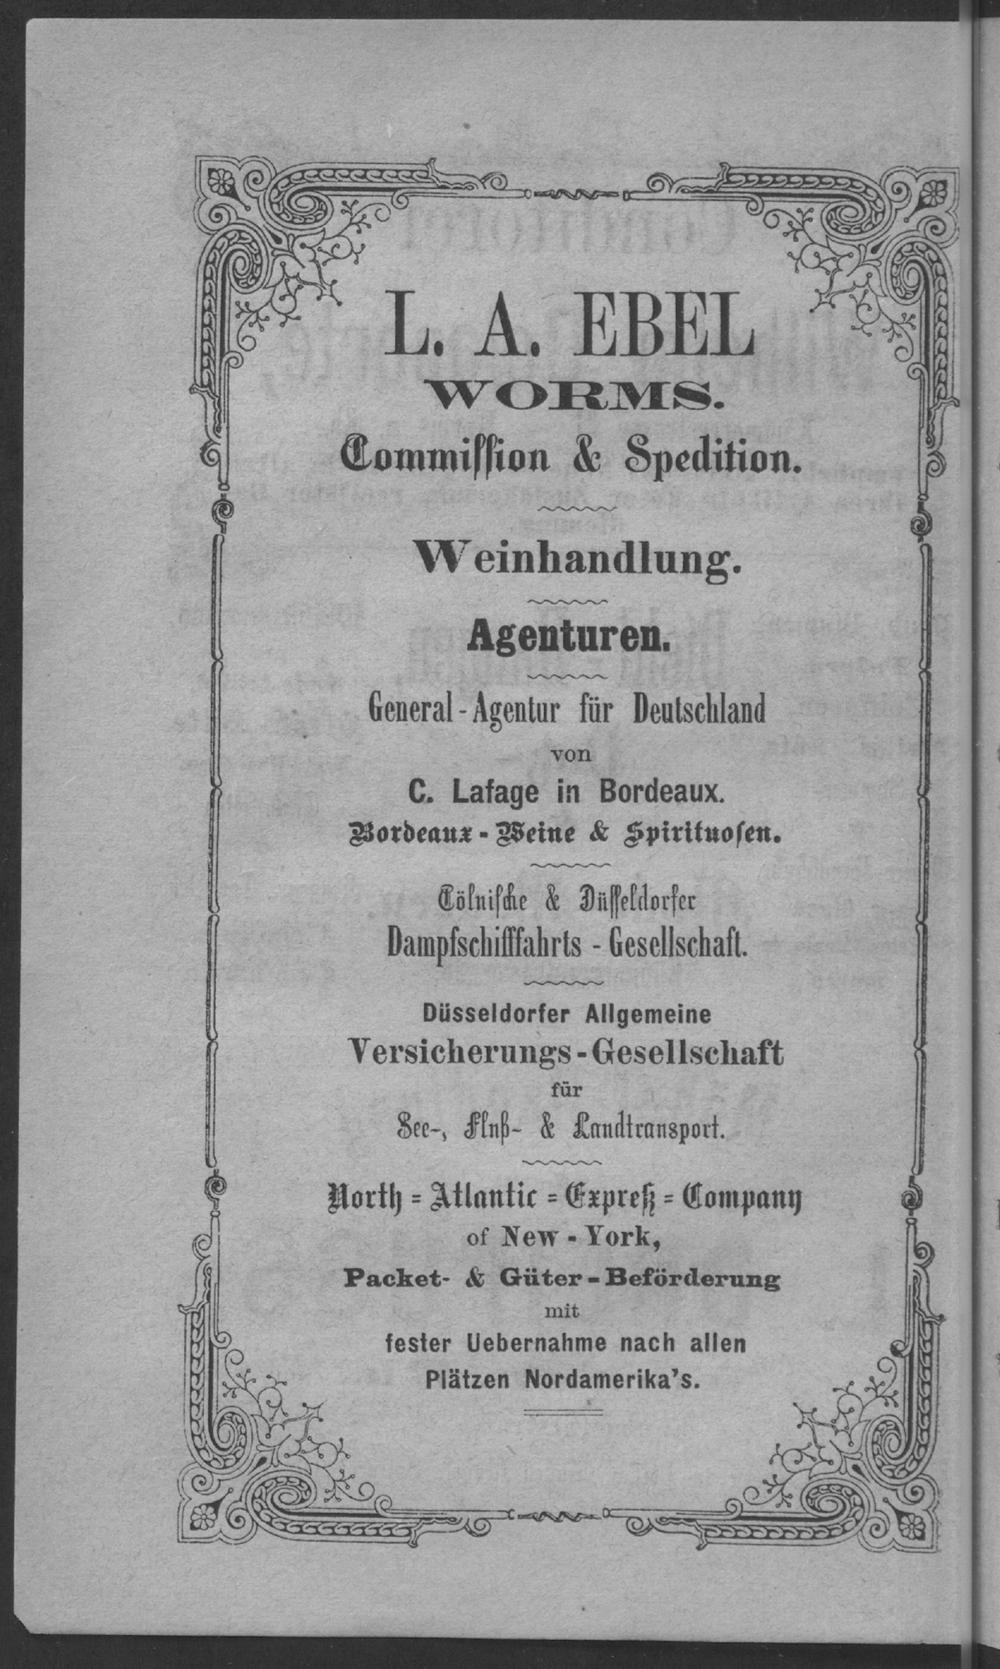 L. A. EBEL
WORMS.
Commiſſion & Spedition.
Weinhandlung.
Agenturen.
General-Agentur für Deutschland
von
C. Lafage in Bordeaux.
Bordeaux-Weine & Spirituoſen.
Cölniſche & Düſſeldorfer
Dampfschifffahrts-Gesellschaft.
Düsseldorfer Allgemeine
Versicherungs-Gesellschaft
für
See-, Fluß- & Landtransport.
North=Atlantic=Expreß=Company
of New-York,
Packet- & Güter-Beförderung
mit
fester Uebernahme nach allen
Plätzen Nordamerika's.